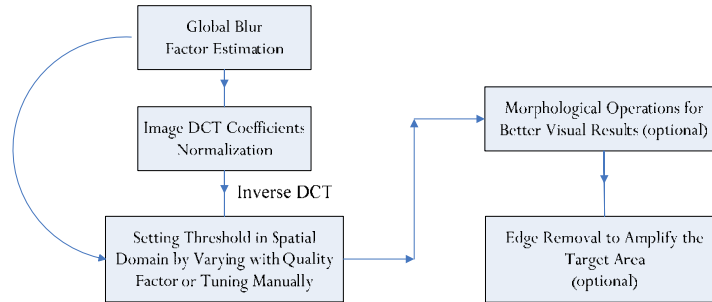 Global Blur
Factor Estimation
Image DCT Coefficients
Normalization
Inverse DCT
Setting Threshold in Spatial
Domain by Varying with Quality
Factor or Tuning Manually
Morphological Operations for
Better Visual Results (optional)
Edge Removal to Amplify the
Target Area
(optional)